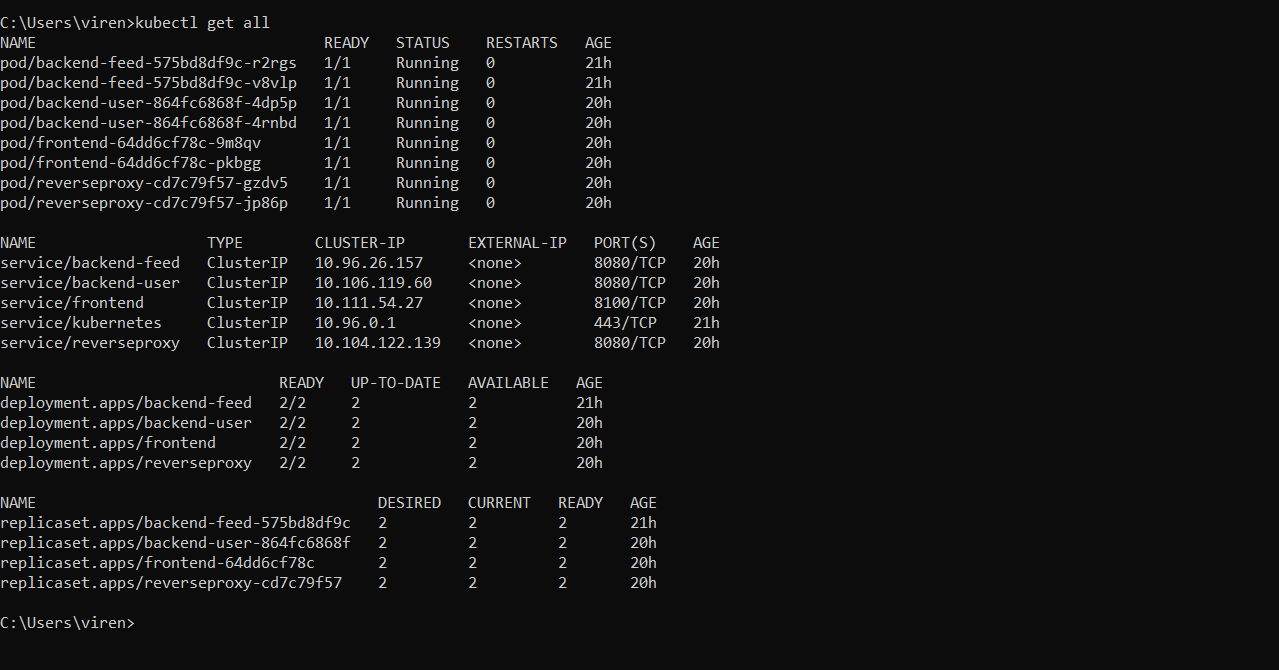 C:\Users\viren>kubectl get all
NAME READY STATUS RESTARTS AGE
pod/backend-feed-575bd8df9c-r2rgs 1/1 Running 0 21h
pod/backend-feed-575bd8df9c-v8vlp 1/1 Running 0 21h
pod/backend-user-864fc6868f-4dp5p 1/1 Running 0 20h
pod/backend-user-864fc6868f-4rnbd 1/1 Running 0 20h
pod/frontend-64dd6cf78c-9m8qv 1/1 Running 0 20h
pod/frontend-64dd6cf78c-pkbgg 1/1 Running 0 20h
pod/reverseproxy-cd7c79f57-gzdv5 1/1 Running 0 20h
pod/reverseproxy-cd7c79f57-jp86p 1/1 Running 0 20h
NAME TYPE CLUSTER-IP EXTERNAL-IP PORT(S) AGE
service/backend-feed ClusterIP 10.96.26.157 <none> 8080/TCP 20h
service/backend-user ClusterIP 10.106.119.60 <none> 8080/TCP 20h
service/frontend ClusterIP 10.111.54.27 <none> 8100/TCP 20h
service/kubernetes ClusterIP 10.96.0.1 <none> 443/TCP 21h
service/reverseproxy ClusterIP 10.104.122.139 <none> 8080/TCP 20h
NAME READY UP-TO-DATE AVAILABLE AGE
deployment.apps/backend-feed 2/2 2 2 21h
deployment.apps/backend-user 2/2 2 2 20h
deployment.apps/frontend 2/2 2 2 20h
deployment.apps/reverseproxy 2/2 2 2 20h
NAME DESIRED CURRENT READY AGE
replicaset.apps/backend-feed-575bd8df9c 2 2 2 21h
replicaset.apps/backend-user-864fc6868f 2 2 2 20h
replicaset.apps/frontend-64dd6cf78c 2 2 2 20h
replicaset.apps/reverseproxy-cd7c79f57 2 2 2 20h
C:\Users\viren>